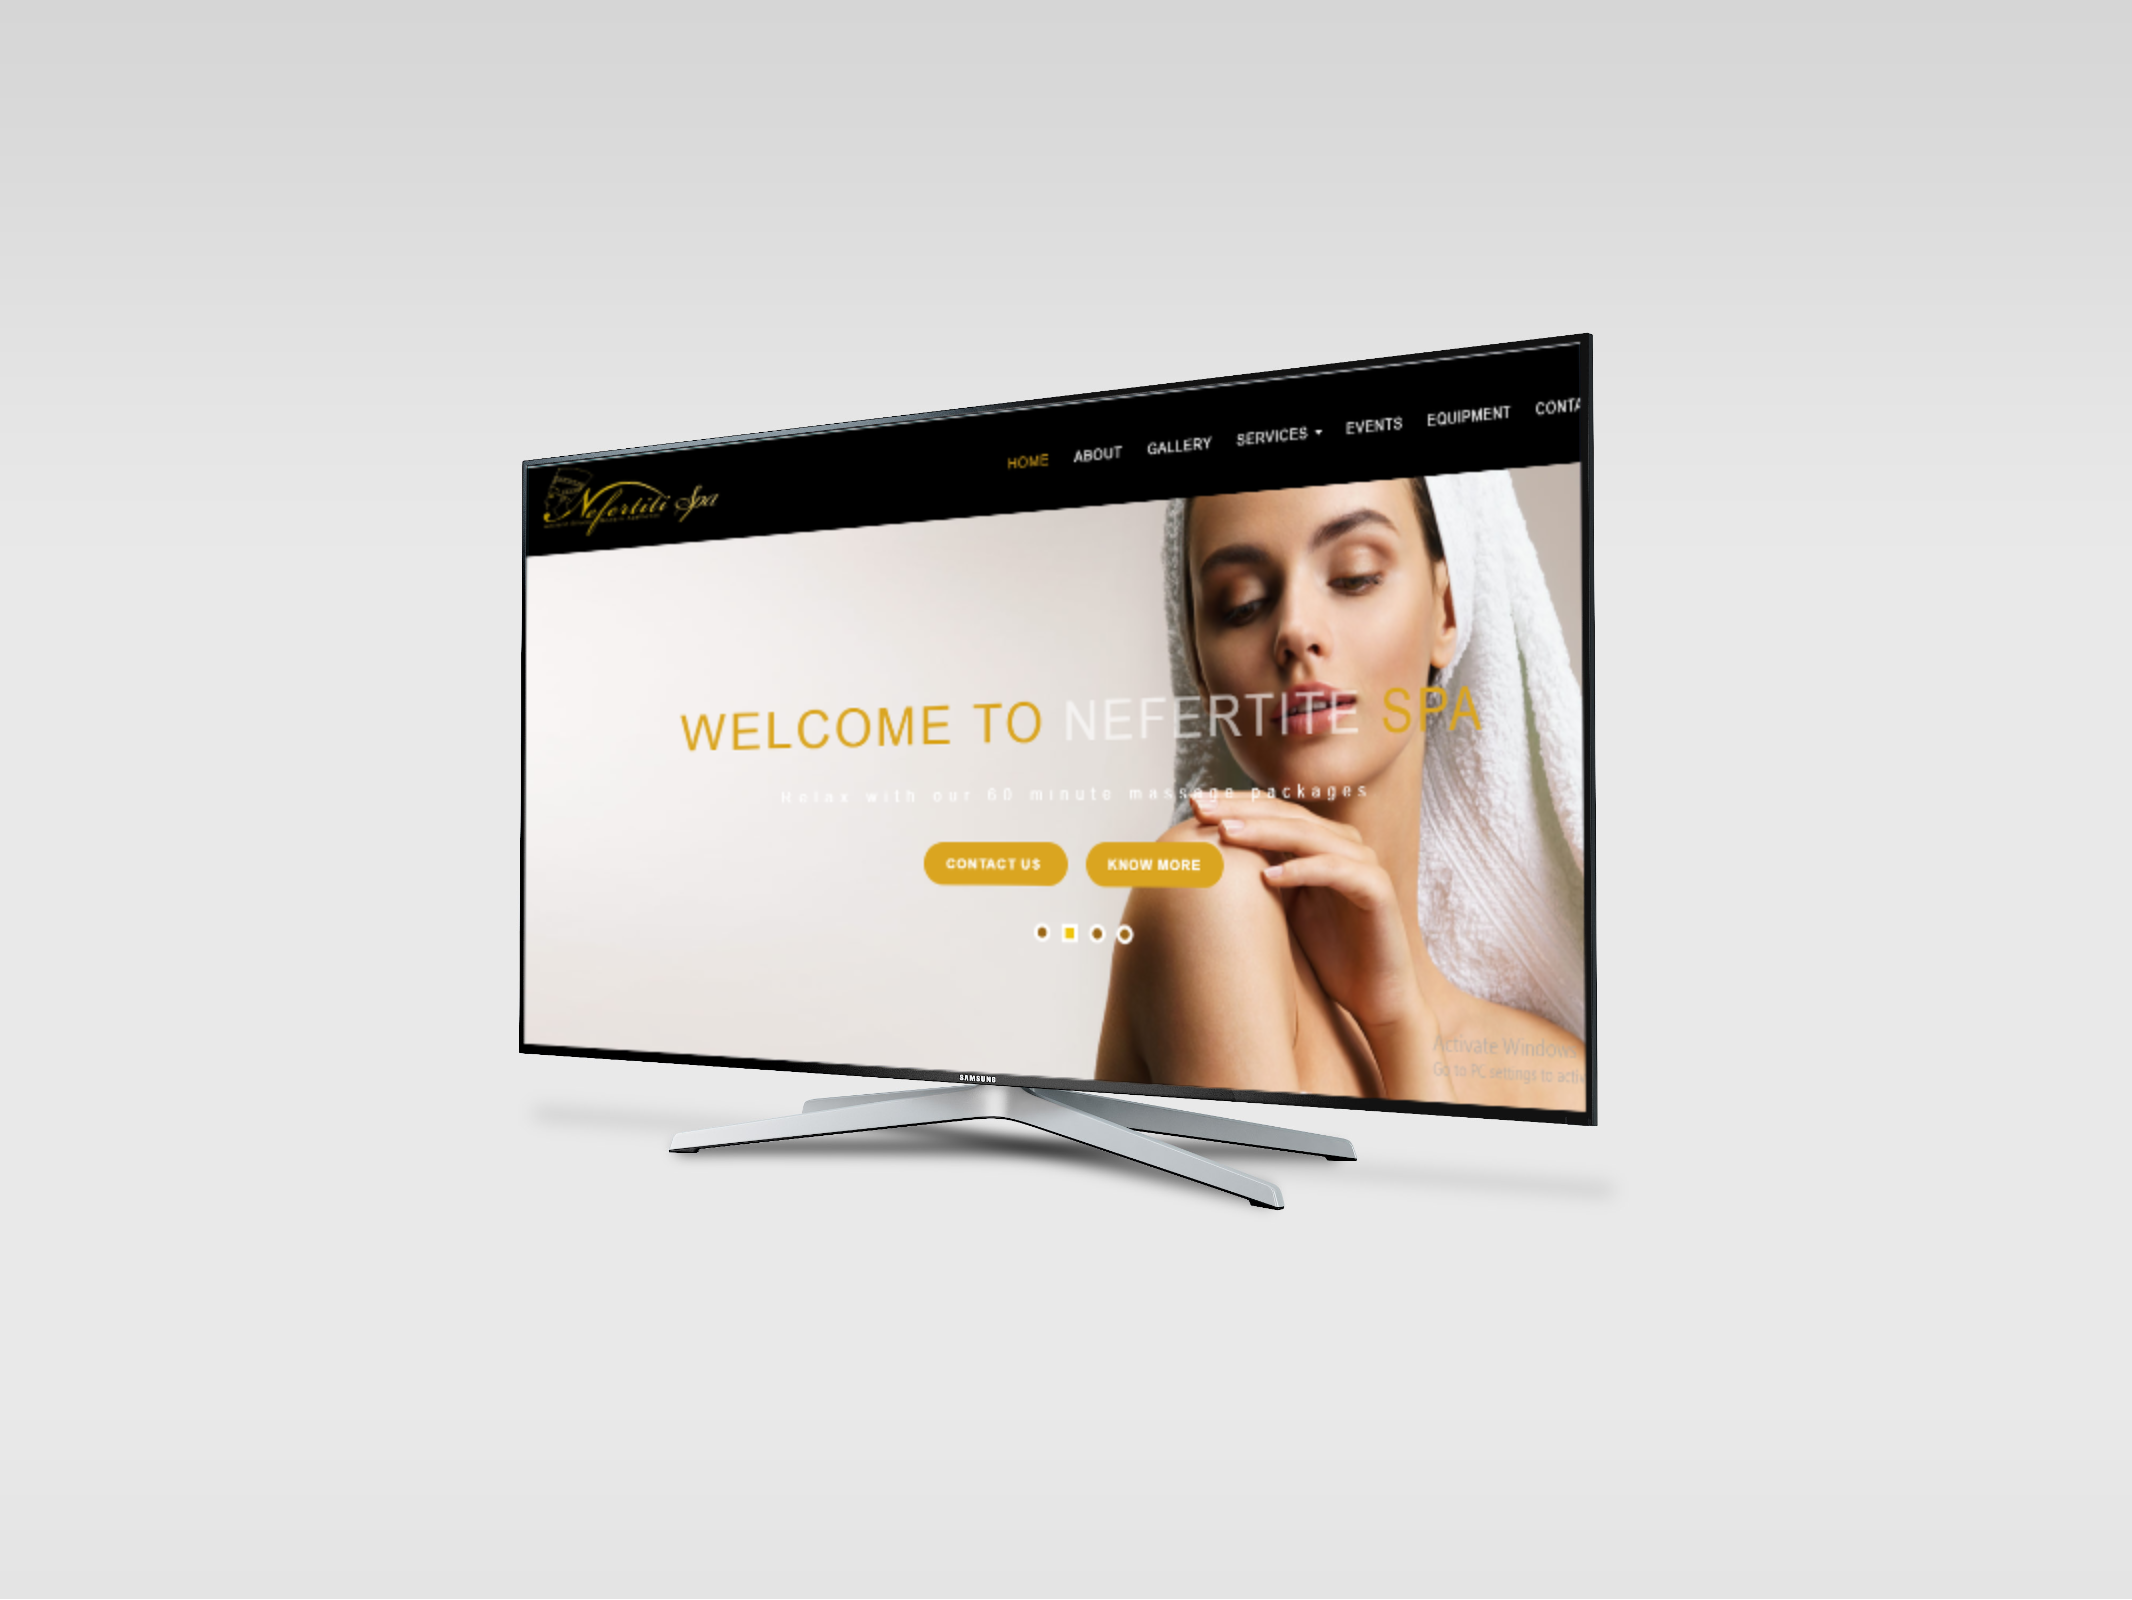 Nefertiti Spa
HOME ABOUT GALLERY SERVICES EVENTS EQUIPMENT CONTA
WELCOME TO NEFERTITE SPA
Relax with our 60 minute massage packages
CONTACT US KNOW MORE
Activate Windows
Go to PC settings to activ
SAMSUNG